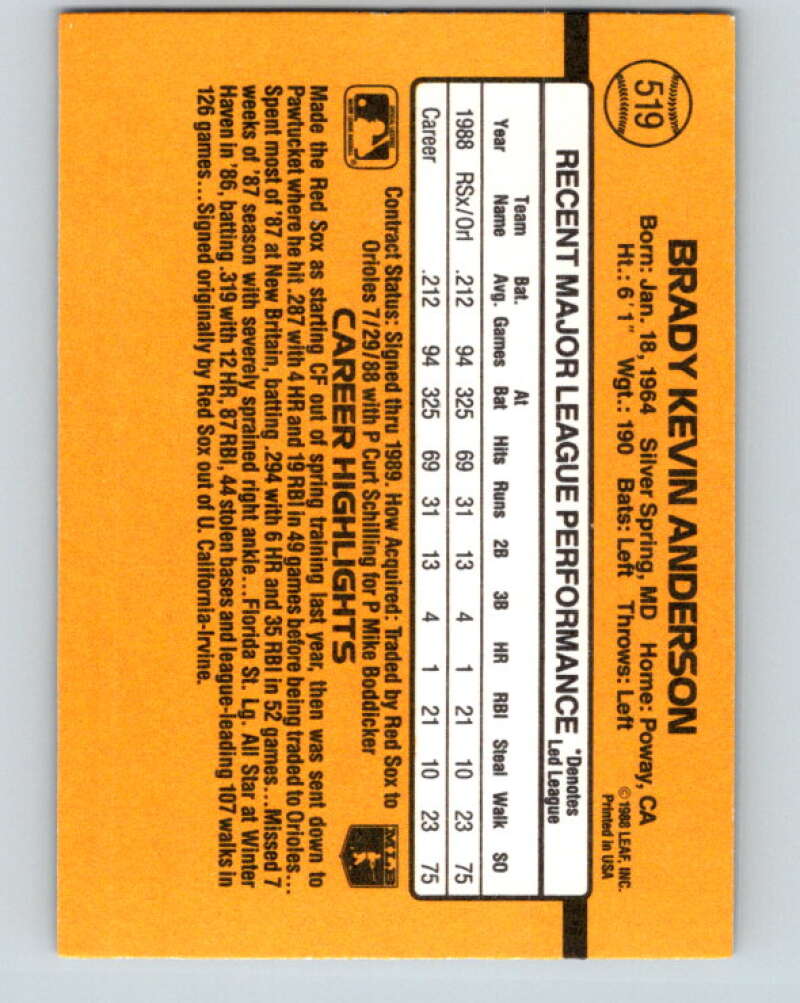 519
BRADY KEVIN ANDERSON
Born: Jan. 18, 1964 Silver Spring, MD Home: Poway, CA
Ht.: 6'1" Wgt.: 190 Bats: Left Throws: Left
©1988 LEAF, INC.
Printed in USA
RECENT MAJOR LEAGUE PERFORMANCE *Denotes Led League
Year Team Name Bat. Avg. Games At Bat Hits Runs 2B 3B HR RBI Steal Walk SO
1988 RSx/Orl .212 94 325 69 31 13 4 1 21 10 23 75
Career .212 94 325 69 31 13 4 1 21 10 23 75
Contract Status: Signed thru 1989. How Acquired: Traded by Red Sox to
Orioles 7/29/88 with P Curt Schilling for P Mike Boddicker
MLB
CAREER HIGHLIGHTS
Made the Red Sox as starting CF out of spring training last year, then was sent down to
Pawtucket where he hit .287 with 4 HR and 19 RBI in 49 games before being traded to Orioles...
Spent most of '87 at New Britain, batting .294 with 6 HR and 35 RBI in 52 games...Missed 7
weeks of '87 season with severely sprained right ankle...Florida St. Lg. All Star at Winter
Haven in '86, batting .319 with 12 HR, 87 RBI, 44 stolen bases and league-leading 107 walks in
126 games...Signed originally by Red Sox out of U. California-Irvine.